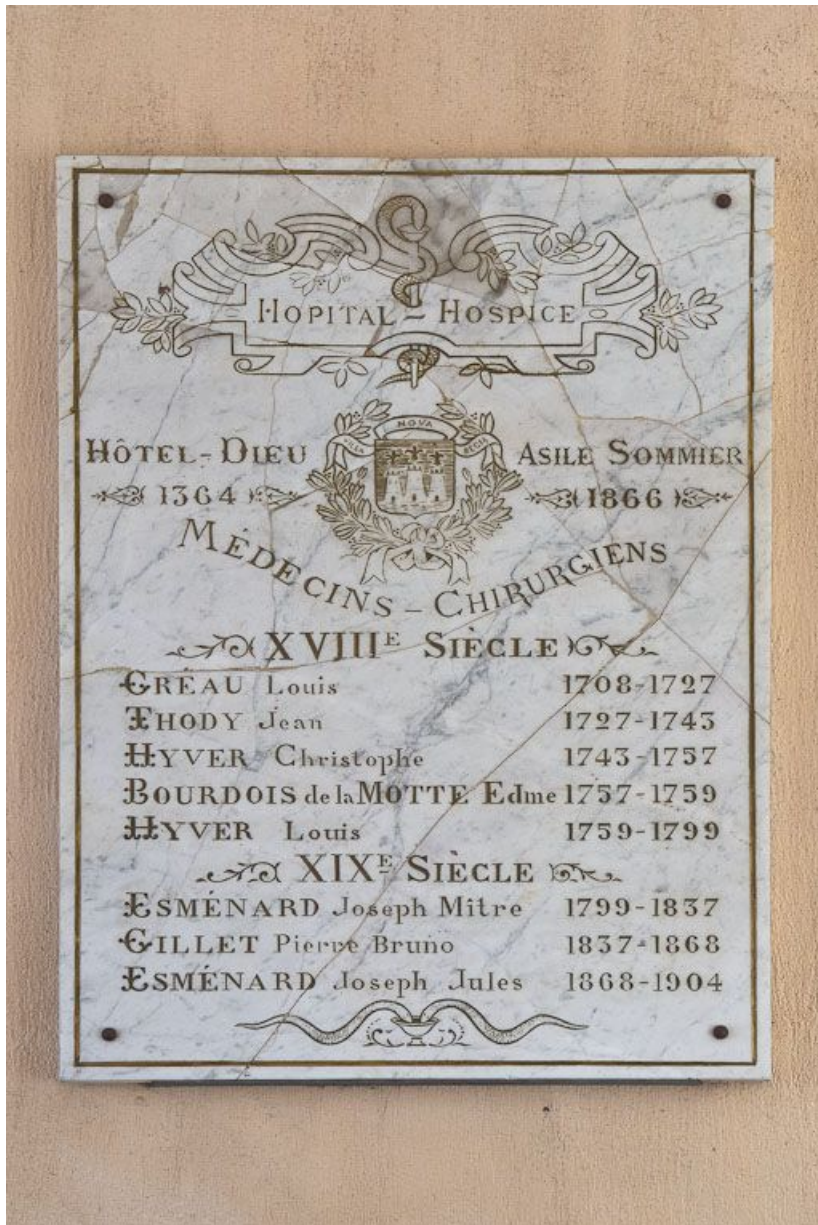 HOPITAL - HOSPICE
VILLA NOVA REGIA
HÔTEL-DIEU
1364
ASILE SOMMIER
1866
MÉDECINS - CHIRURGIENS
XVIIIE SIÈCLE
GRÉAU Louis 1708-1727
THODY Jean 1727-1743
HYVER Christophe 1743-1757
BOURDOIS de la MOTTE Edme 1757-1759
HYVER Louis 1759-1799
XIXE SIÈCLE
ESMÉNARD Joseph Mître 1799-1837
GILLET Pierre Bruno 1837-1868
ESMÉNARD Joseph Jules 1868-1904